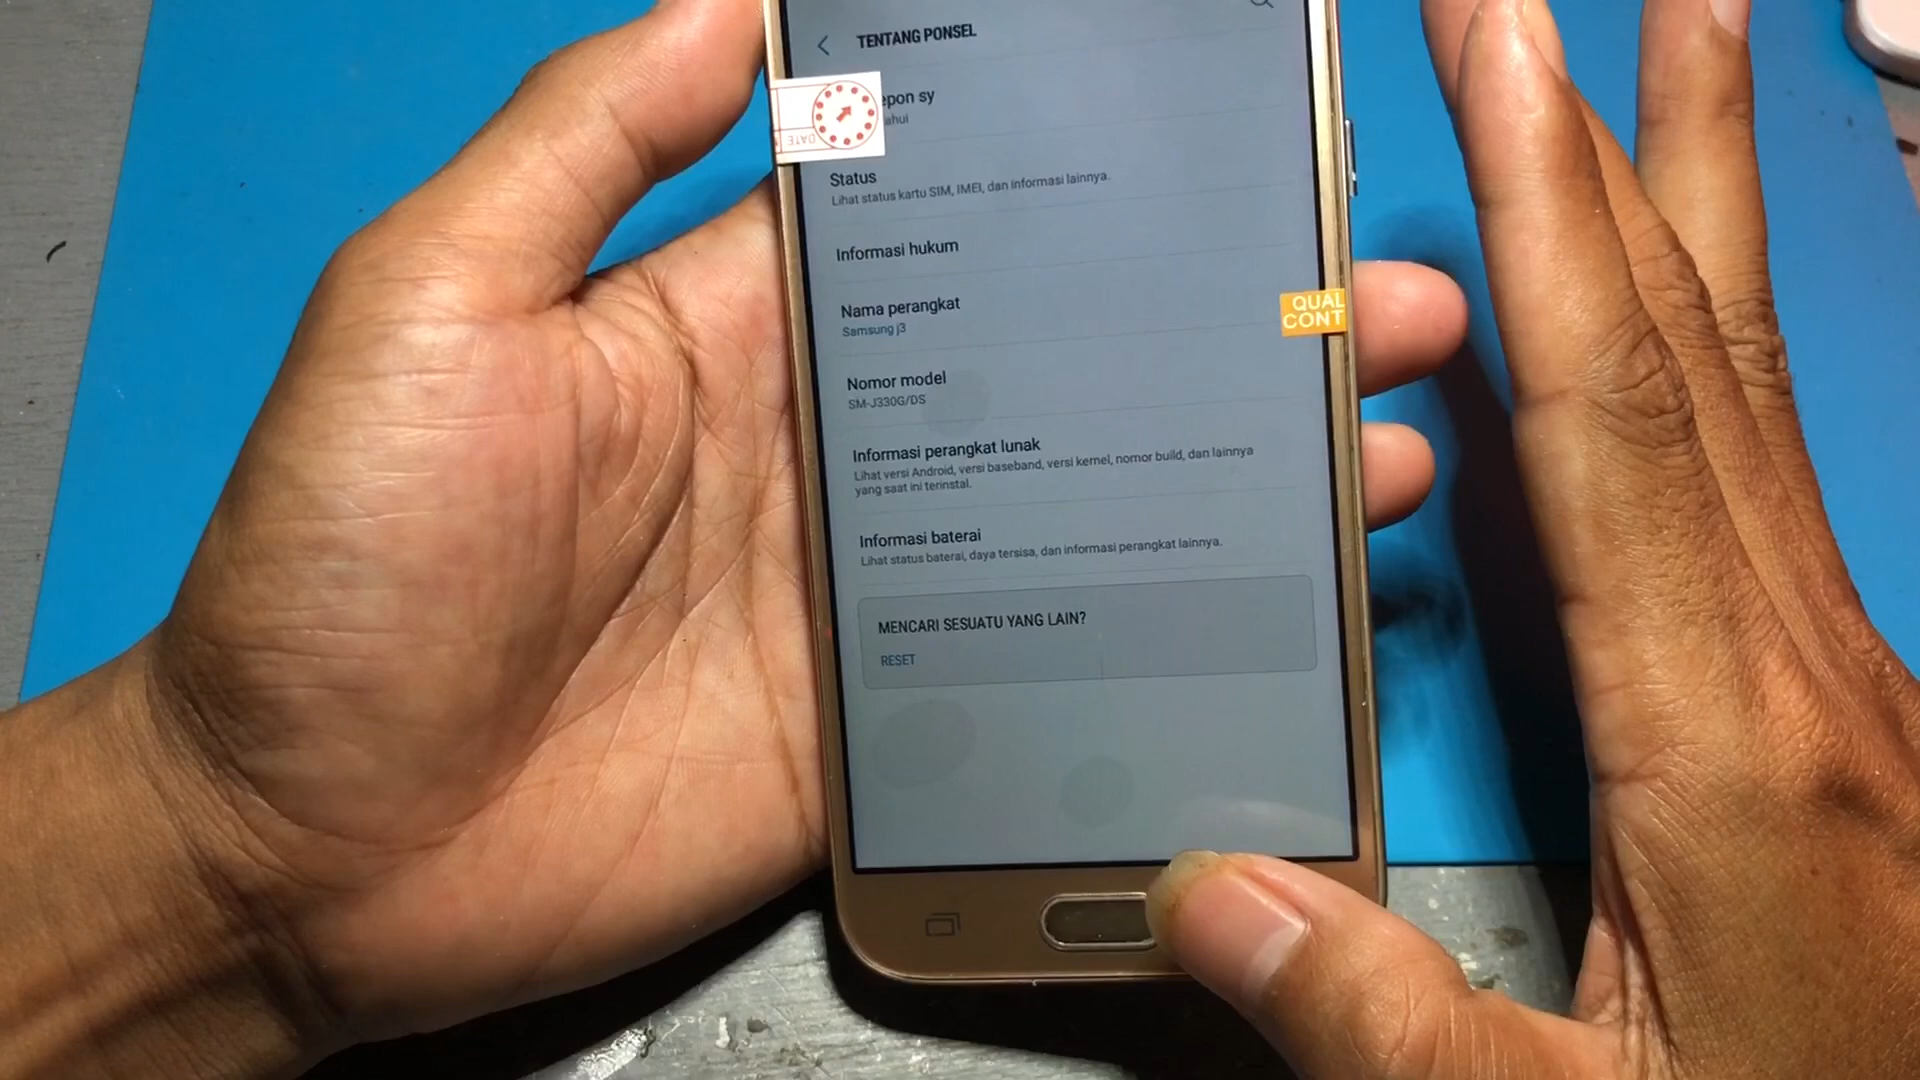 TENTANG PONSEL
epon sy
ahui
DATE
Status
Lihat status kartu SIM, IMEI, dan informasi lainnya.
Informasi hukum
Nama perangkat
Samsung j3
QUAL
CONT
Nomor model
SM-J330G/DS
Informasi perangkat lunak
Lihat versi Android, versi baseband, versi kernel, nomor build, dan lainnya
yang saat ini terinstal.
Informasi baterai
Lihat status baterai, daya tersisa, dan informasi perangkat lainnya.
MENCARI SESUATU YANG LAIN?
RESET